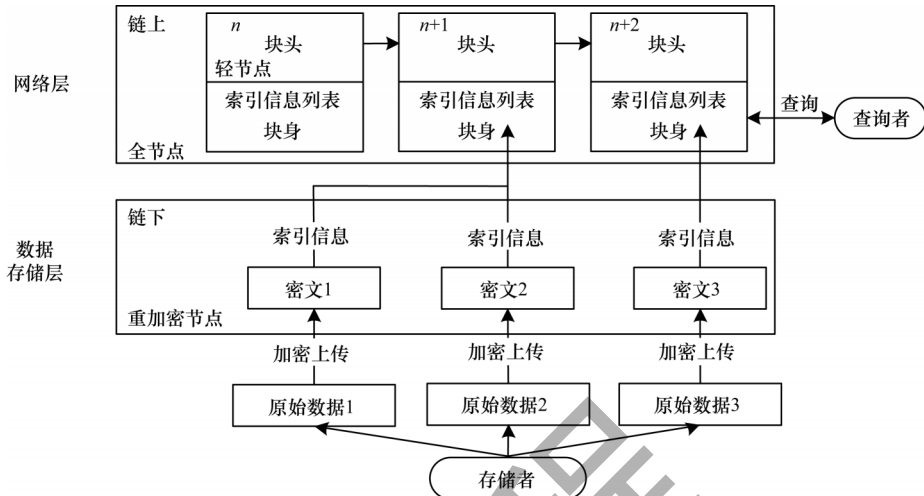 链上
n
n+1
n+2
块头
块头
块头
轻节点
网络层
索引信息列表
索引信息列表
索引信息列表
块身
块身
块身
查询
查询者
全节点
链下
数据
存储层
索引信息
索引信息
索引信息
密文1
密文2
密文3
重加密节点
加密上传
加密上传
加密上传
原始数据1
原始数据2
原始数据3
存储者